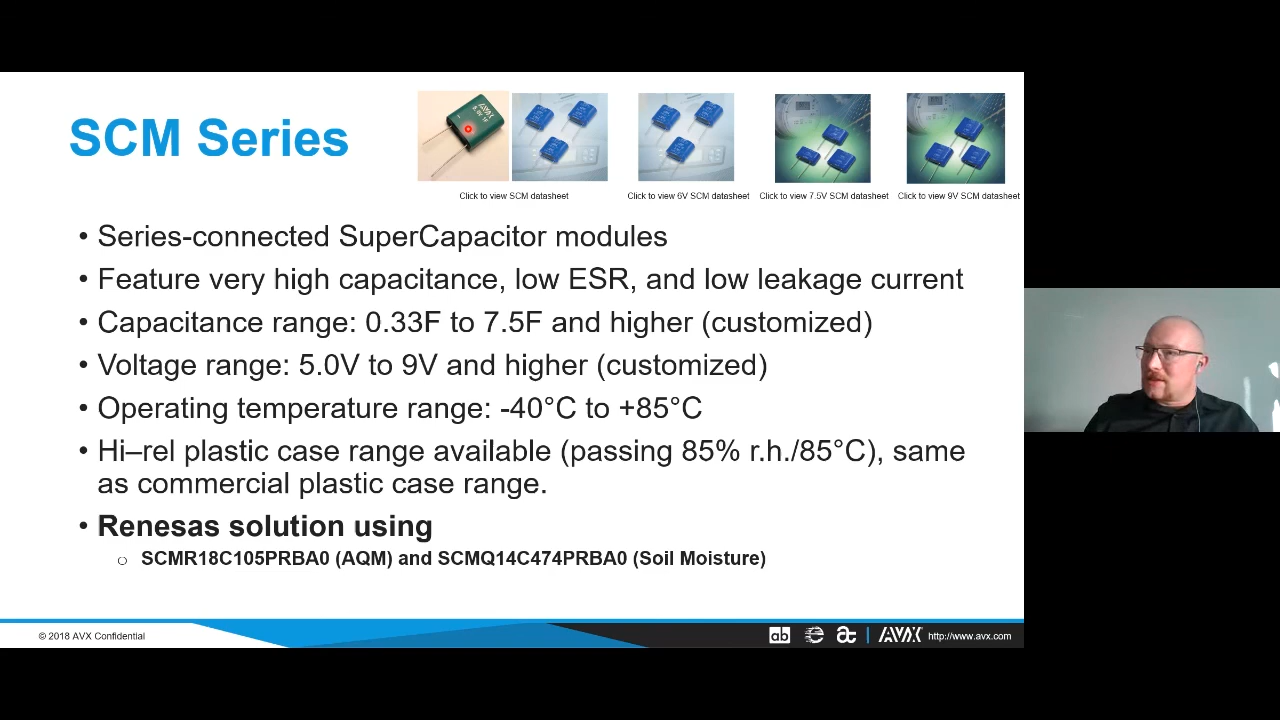 SCM Series
AVX
5.0V 1F
Click to view SCM datasheet
Click to view 6V SCM datasheet
Click to view 7.5V SCM datasheet
Click to view 9V SCM datasheet
• Series-connected SuperCapacitor modules
• Feature very high capacitance, low ESR, and low leakage current
• Capacitance range: 0.33F to 7.5F and higher (customized)
• Voltage range: 5.0V to 9V and higher (customized)
• Operating temperature range: -40°C to +85°C
• Hi–rel plastic case range available (passing 85% r.h./85°C), same
as commercial plastic case range.
• Renesas solution using
o SCMR18C105PRBA0 (AQM) and SCMQ14C474PRBA0 (Soil Moisture)
© 2018 AVX Confidential
ab
AVX http://www.avx.com